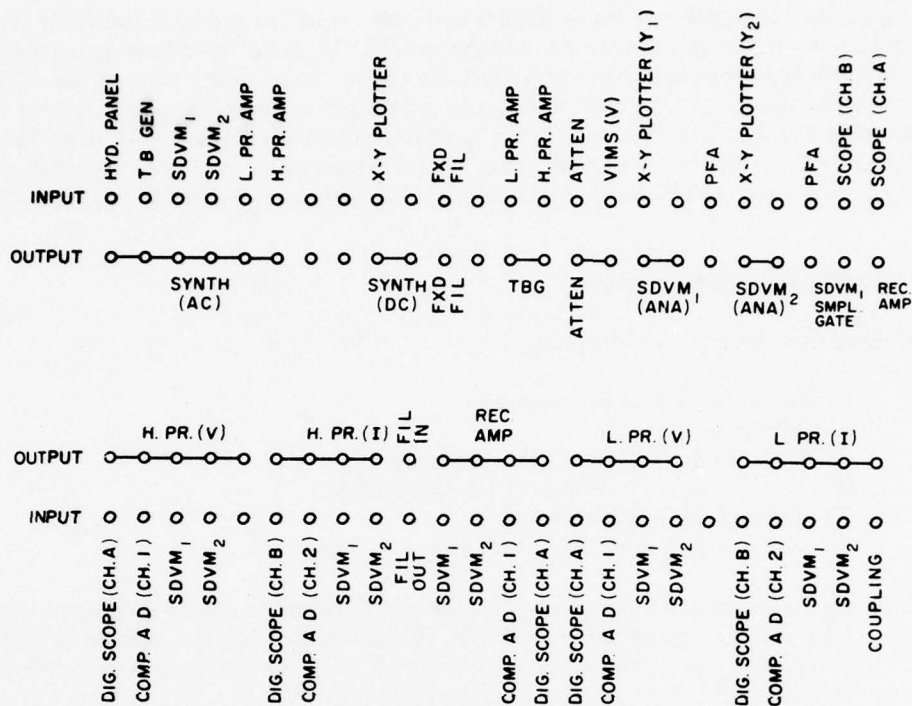 HYD. PANEL
T B GEN
SDVM1
SDVM2
L. PR. AMP
H. PR. AMP
X-Y PLOTTER
FXD FIL
L. PR. AMP
H. PR. AMP
ATTEN
VIMS (V)
X-Y PLOTTER (Y1)
PFA
X-Y PLOTTER (Y2)
PFA
SCOPE (CH. B)
SCOPE (CH. A)
INPUT
OUTPUT
SYNTH (AC)
SYNTH (DC)
FXD FIL
TBG
ATTEN
SDVM1 (ANA)
SDVM2 (ANA)
SDVM1 SMPL. GATE
REC. AMP
H. PR. (V)
H. PR. (I)
FIL IN
REC AMP
L. PR. (V)
L PR. (I)
OUTPUT
INPUT
DIG. SCOPE (CH. A)
COMP. A D (CH. 1)
SDVM1
SDVM2
DIG. SCOPE (CH. B)
COMP. A D (CH. 2)
SDVM1
SDVM2
FIL OUT
SDVM1
SDVM2
COMP. A D (CH. 1)
DIG. SCOPE (CH. A)
DIG. SCOPE (CH. A)
COMP. A D (CH. 1)
SDVM1
SDVM2
DIG. SCOPE (CH. B)
COMP. A D (CH. 2)
SDVM1
SDVM2
COUPLING